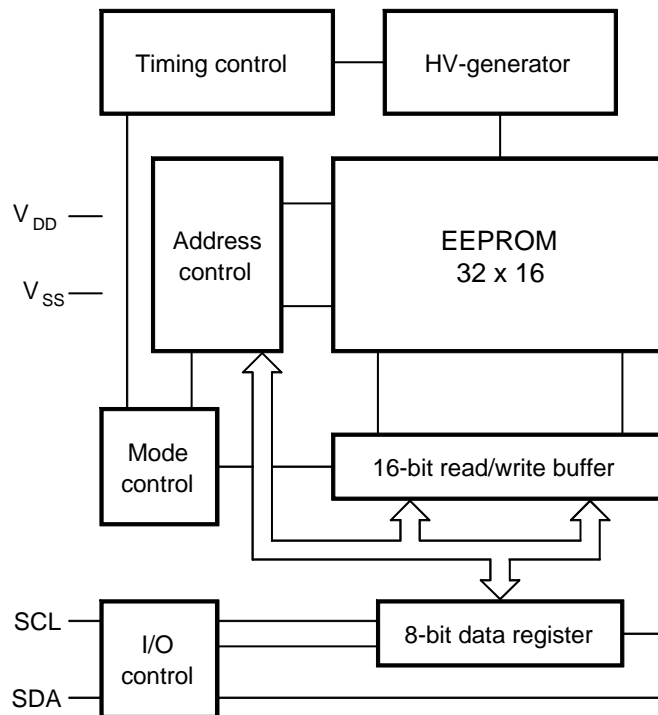 Timing control
HV-generator
V DD
Address
control
EEPROM
32 x 16
V SS
Mode
control
16-bit read/write buffer
SCL
I/O
control
8-bit data register
SDA